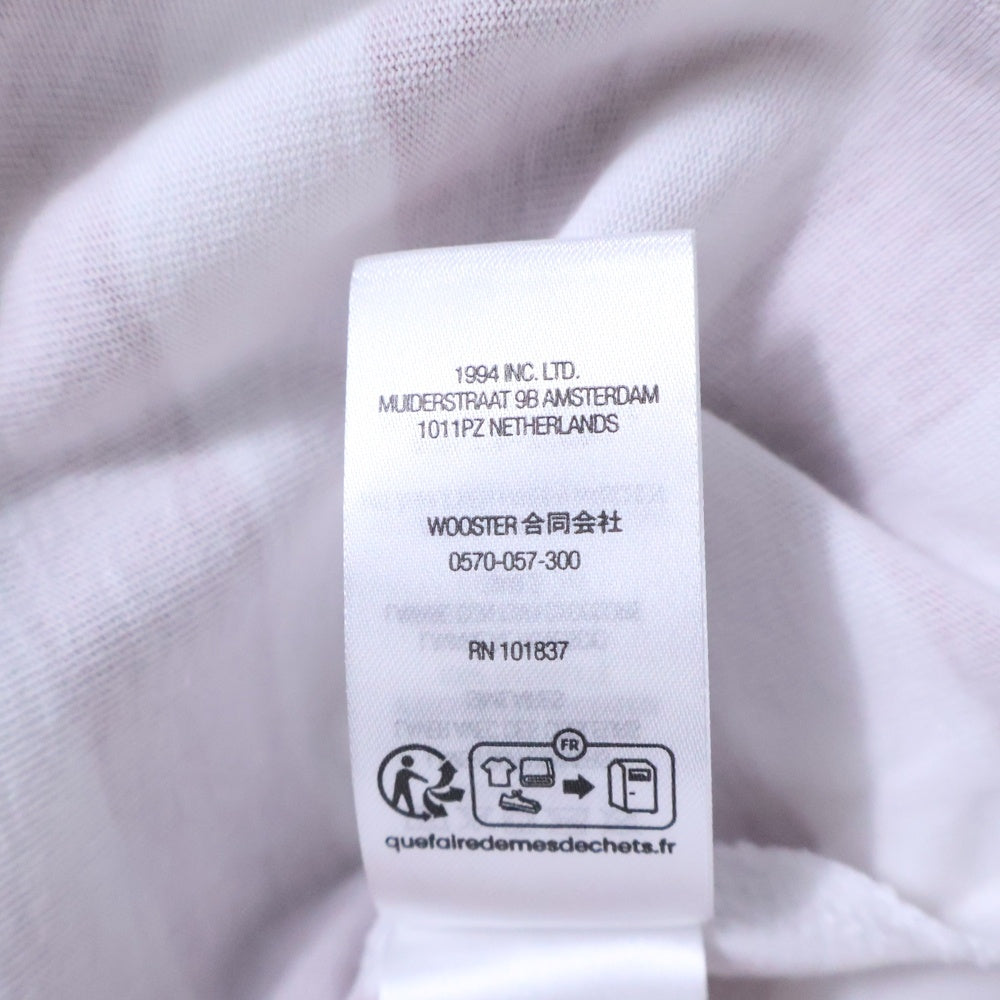 1994 INC. LTD.
MUIDERSTRAAT 9B AMSTERDAM
1011PZ NETHERLANDS
WOOSTER 合同会社
0570-057-300
RN 101837
FR
quefairedemesdechets.fr